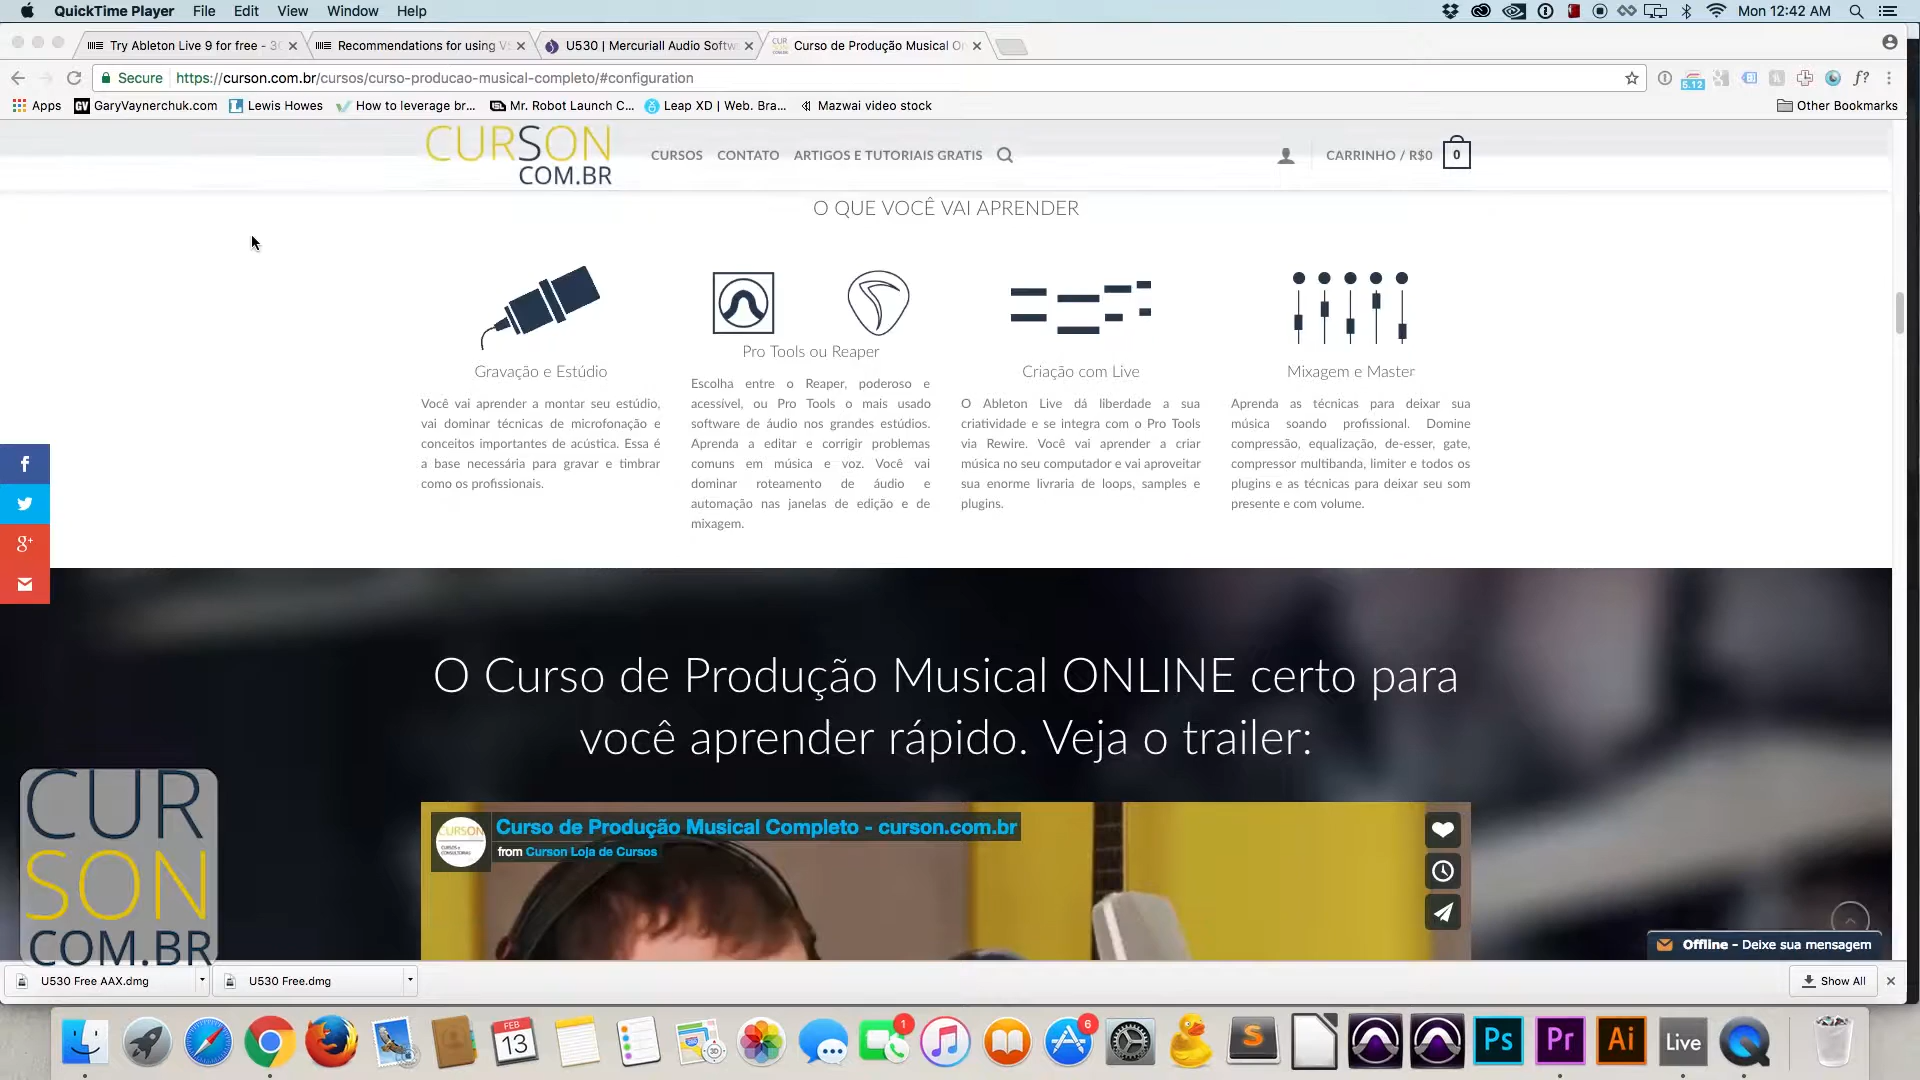 QuickTime Player File Edit View Window Help
Mon 12:42 AM
Try Ableton Live 9 for free - 30
Recommendations for using VS
U530 | Mercuriall Audio Softw
Curso de Produção Musical On
Secure https://curson.com.br/cursos/curso-producao-musical-completo/#configuration
5.12
f?
Apps
GV GaryVaynerchuk.com
Lewis Howes
How to leverage br...
Mr. Robot Launch C...
Leap XD | Web. Bra...
Mazwai video stock
Other Bookmarks
CURSON
COM.BR
CURSOS CONTATO ARTIGOS E TUTORIAIS GRATIS
CARRINHO / R$0 0
O QUE VOCÊ VAI APRENDER
Gravação e Estúdio
Você vai aprender a montar seu estúdio,
vai dominar técnicas de microfonação e
conceitos importantes de acústica. Essa é
a base necessária para gravar e timbrar
como os profissionais.
Pro Tools ou Reaper
Escolha entre o Reaper, poderoso e
acessível, ou Pro Tools o mais usado
software de áudio nos grandes estúdios.
Aprenda a editar e corrigir problemas
comuns em música e voz. Você vai
dominar roteamento de áudio e
automação nas janelas de edição e de
mixagem.
Criação com Live
O Ableton Live dá liberdade a sua
criatividade e se integra com o Pro Tools
via Rewire. Você vai aprender a criar
música no seu computador e vai aproveitar
sua enorme livraria de loops, samples e
plugins.
Mixagem e Master
Aprenda as técnicas para deixar sua
música soando profissional. Domine
compressão, equalização, de-esser, gate,
compressor multibanda, limiter e todos os
plugins e as técnicas para deixar seu som
presente e com volume.
O Curso de Produção Musical ONLINE certo para
você aprender rápido. Veja o trailer:
CURSON
Curso de Produção Musical Completo - curson.com.br
from Curson Loja de Cursos
CUR
SON
COM.BR
Offline - Deixe sua mensagem
U530 Free AAX.dmg
U530 Free.dmg
Show All
FEB
13
1
6
S
Ps
Pr
Ai
Live